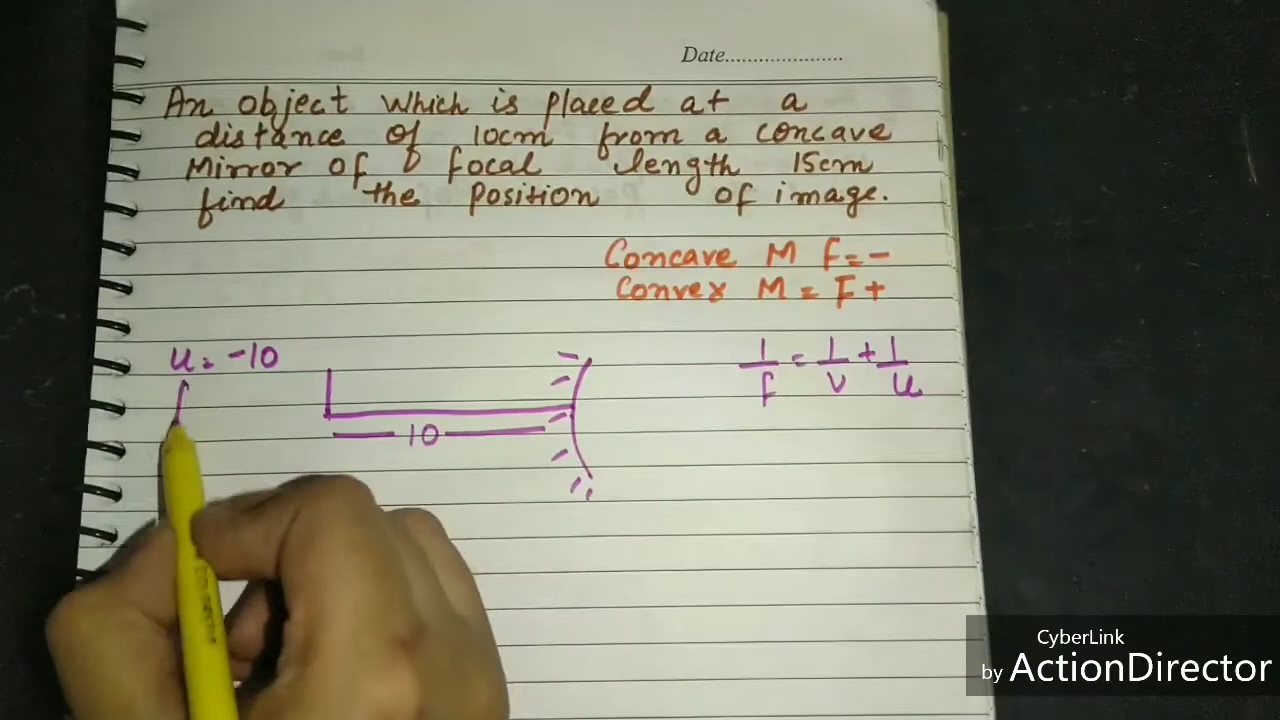 Date.....................
An object which is placed at a
distance of 10cm from a concave
Mirror of focal length 15cm
find the position of image.
Concave M F = -
Convex M = F +
u = -10
1/f = 1/v + 1/u
10
CyberLink
by ActionDirector